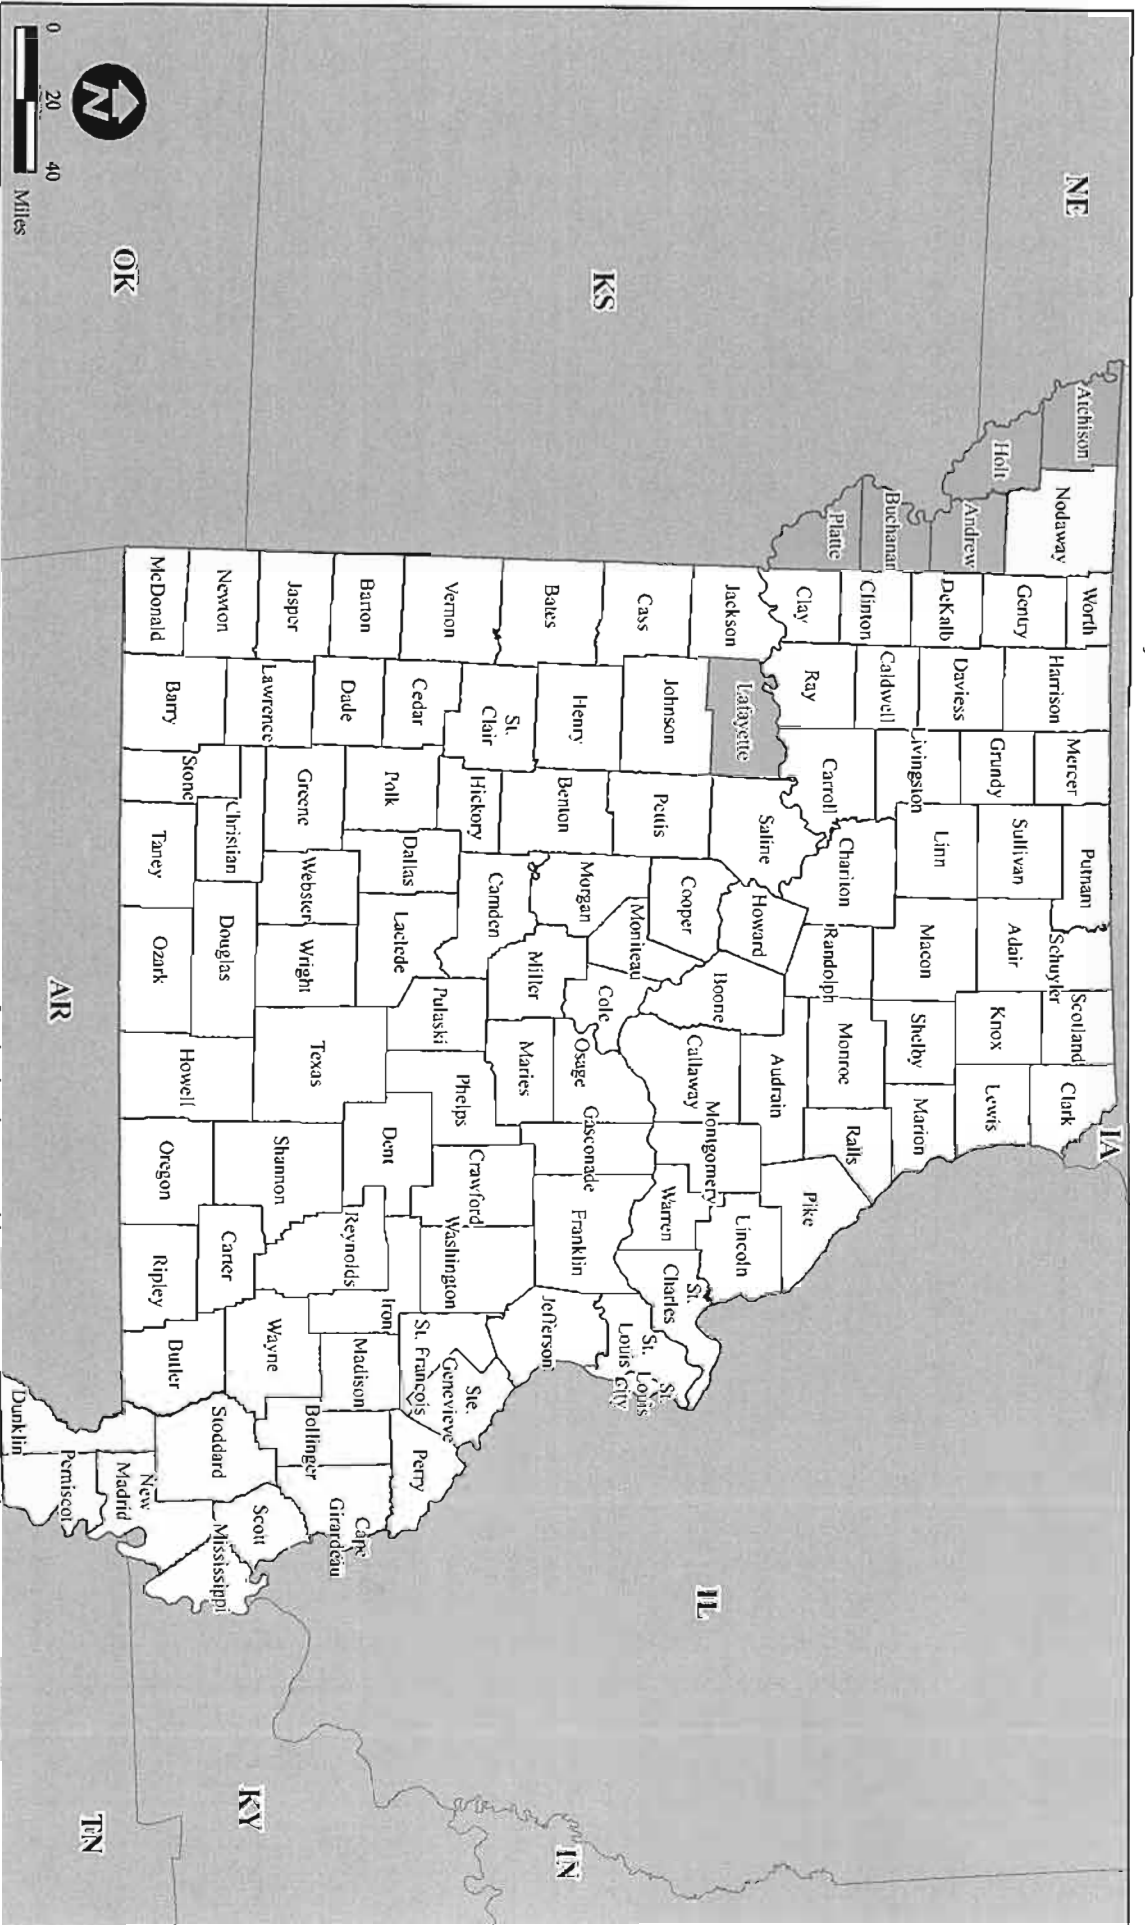 NE
IA
Atchison
Nodaway
Worth
Harrison
Mercer
Putnam
Schuyler
Scotland
Clark
Holt
Gentry
Grundy
Sullivan
Adair
Knox
Lewis
Andrew
DeKalb
Daviess
Livingston
Linn
Macon
Shelby
Marion
Buchanan
Clinton
Caldwell
Chariton
Platte
Clay
Ray
Carroll
Randolph
Monroe
Ralls
Pike
Jackson
Lafayette
Saline
Howard
Boone
Audrain
Callaway
Montgomery
Lincoln
Warren
St.
Charles
KS
Cass
Johnson
Pettis
Cooper
Moniteau
Cole
Osage
Gasconade
Franklin
St.
Louis
St.
Louis
City
IL
Bates
Henry
Benton
Morgan
Miller
Maries
Jefferson
Vernon
St.
Clair
Hickory
Camden
Pulaski
Phelps
Crawford
Washington
Ste.
Genevieve
St.
Francois
Perry
IN
Barton
Cedar
Polk
Dallas
Laclede
Dent
Reynolds
Iron
Madison
Bollinger
Cape
Girardeau
Jasper
Dade
Greene
Webster
Wright
Texas
Shannon
Wayne
Scott
KY
Newton
Lawrence
Christian
Douglas
Carter
Stoddard
Mississippi
McDonald
Barry
Stone
Taney
Ozark
Howell
Oregon
Ripley
Butler
New
Madrid
OK
AR
Pemiscot
Dunklin
TN
N
0 20 40
Miles